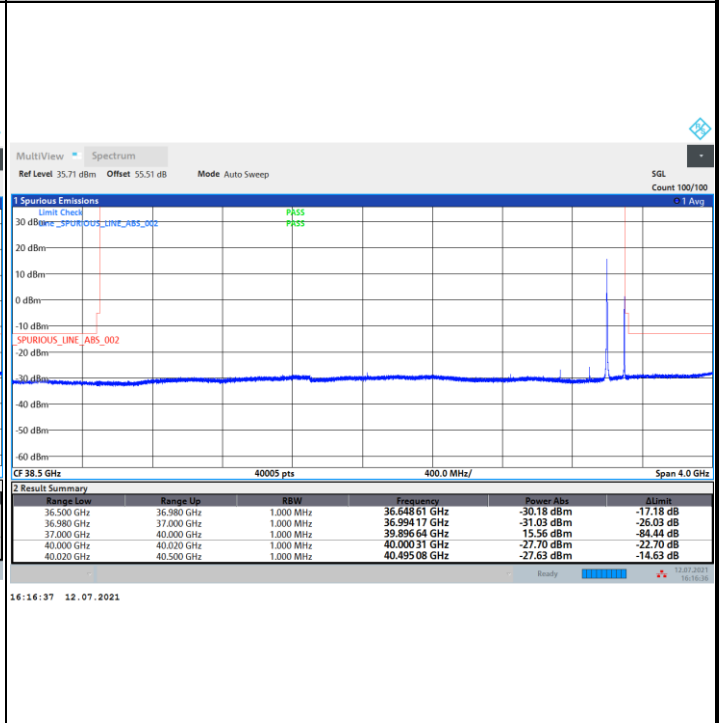 MultiView Spectrum
Ref Level 35.71 dBm Offset 55.51 dB Mode Auto Sweep SGL
Count 100/100
1 Spurious Emissions 1 Avg
Limit Check PASS
30 dBm Line _SPURIOUS_LINE_ABS_002 PASS
20 dBm
10 dBm
0 dBm
-10 dBm
_SPURIOUS_LINE_ABS_002
-20 dBm
-30 dBm
-40 dBm
-50 dBm
-60 dBm
CF 38.5 GHz 40005 pts 400.0 MHz/ Span 4.0 GHz
2 Result Summary
Range Low Range Up RBW Frequency Power Abs ΔLimit
36.500 GHz 36.980 GHz 1.000 MHz 36.648 61 GHz -30.18 dBm -17.18 dB
36.980 GHz 37.000 GHz 1.000 MHz 36.994 17 GHz -31.03 dBm -26.03 dB
37.000 GHz 40.000 GHz 1.000 MHz 39.896 64 GHz 15.56 dBm -84.44 dB
40.000 GHz 40.020 GHz 1.000 MHz 40.000 31 GHz -27.70 dBm -22.70 dB
40.020 GHz 40.500 GHz 1.000 MHz 40.495 08 GHz -27.63 dBm -14.63 dB
Ready 12.07.2021
16:16:36
16:16:37 12.07.2021